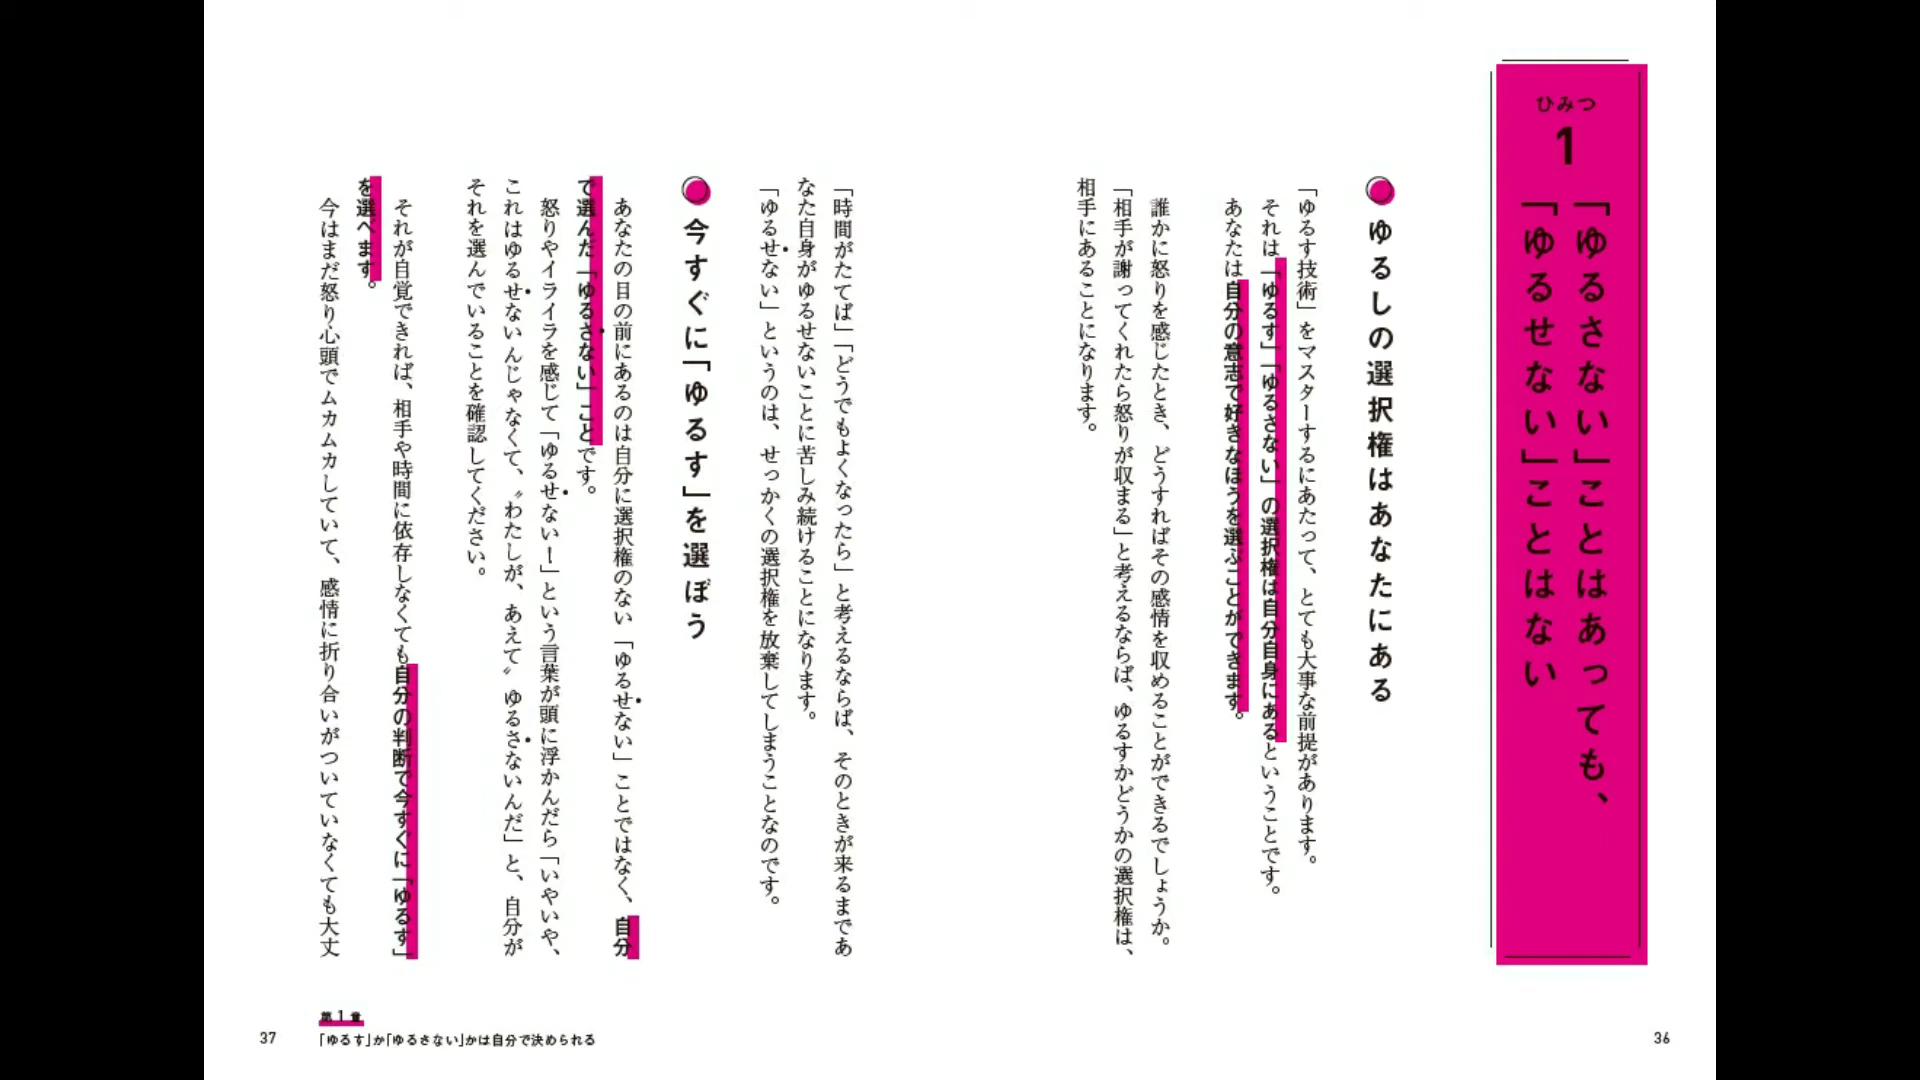 ひみつ
1
「ゆるさない」ことはあっても、
「ゆるせない」ことはない
ゆるしの選択権はあなたにある
「ゆるす技術」をマスターするにあたって、とても大事な前提があります。
それは「ゆるす」「ゆるさない」の選択権は自分自身にあるということです。
あなたは自分の意志で好きなほうを選ぶことができます。
誰かに怒りを感じたとき、どうすればその感情を収めることができるでしょうか。
「相手が謝ってくれたら怒りが収まる」と考えるならば、ゆるすかどうかの選択権は、
相手にあることになります。
「時間がたてば」「どうでもよくなったら」と考えるならば、そのときが来るまであ
なた自身がゆるせないことに苦しみ続けることになります。
「ゆるせない」というのは、せっかくの選択権を放棄してしまうことなのです。
今すぐに「ゆるす」を選ぼう
あなたの目の前にあるのは自分に選択権のない「ゆるせない」ことではなく、自分
で選んだ「ゆるさない」ことです。
怒りやイライラを感じて「ゆるせない!」という言葉が頭に浮かんだら「いやいや、
これはゆるせないんじゃなくて、〝わたしが、あえて〟ゆるさないんだ」と、自分が
それを選んでいることを確認してください。
それが自覚できれば、相手や時間に依存しなくても自分の判断で今すぐに「ゆるす」
を選べます。
今はまだ怒り心頭でムカムカしていて、感情に折り合いがついていなくても大丈
36
第1章
「ゆるす」か「ゆるさない」かは自分で決められる
37